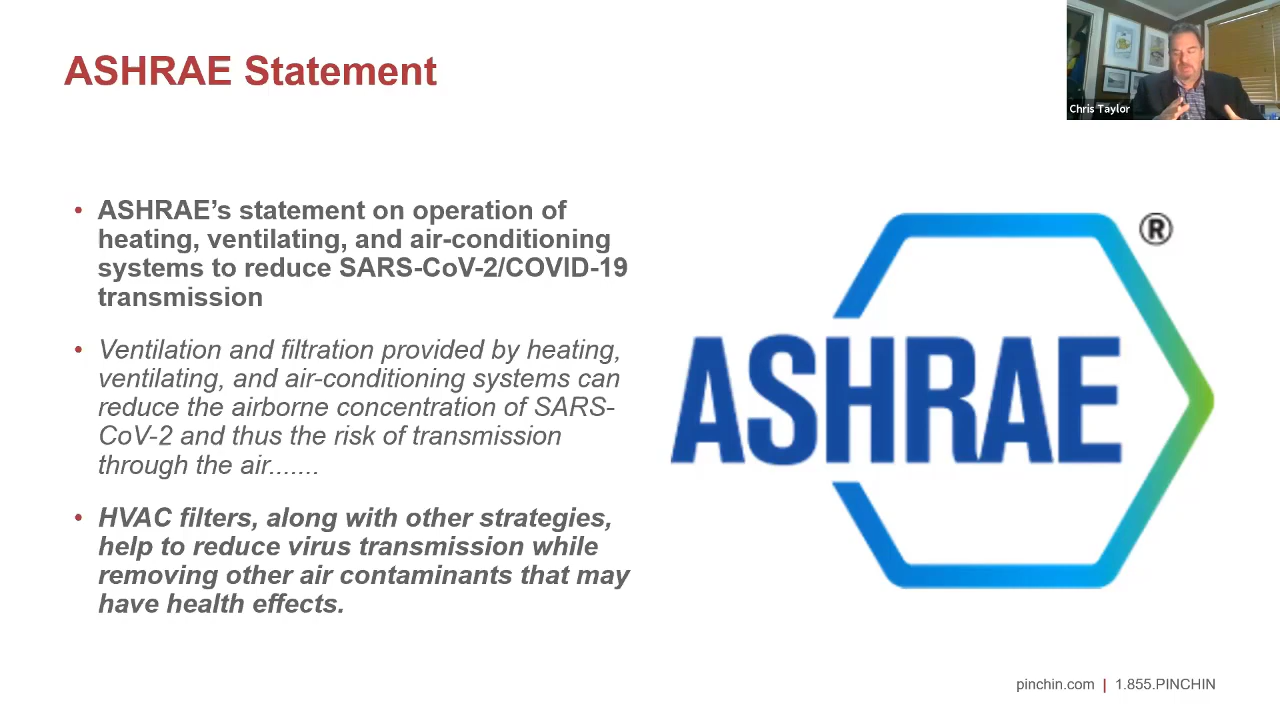 ASHRAE Statement
Chris Taylor
• ASHRAE’s statement on operation of
heating, ventilating, and air-conditioning
systems to reduce SARS-CoV-2/COVID-19
transmission
• Ventilation and filtration provided by heating,
ventilating, and air-conditioning systems can
reduce the airborne concentration of SARS-
CoV-2 and thus the risk of transmission
through the air.......
• HVAC filters, along with other strategies,
help to reduce virus transmission while
removing other air contaminants that may
have health effects.
®
ASHRAE
pinchin.com | 1.855.PINCHIN